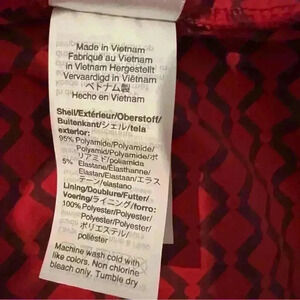 Made in Vietnam
Fabriqué au Vietnam
in Vietnam Hergestellt
Vervaardigd in Vietnam
ベトナム製
Hecho en Vietnam
Shell/Extérieur/Oberstoff/
Buitenkant/シェル/tela
exterior:
95% Polyamide/Polyamide/
Polyamid/Polyamide/ポ
リアミド/poliamida
5% Elastane/Élasthanne/
Elastan/Elastaan/エラス
テーン/elastano
Lining/Doublure/Futter/
Voering/ライニング/forro:
100% Polyester/Polyester/
Polyester/Polyester/
ポリエステル/
poliéster
Machine wash cold with
like colors. Non chlorine
bleach only. Tumble dry